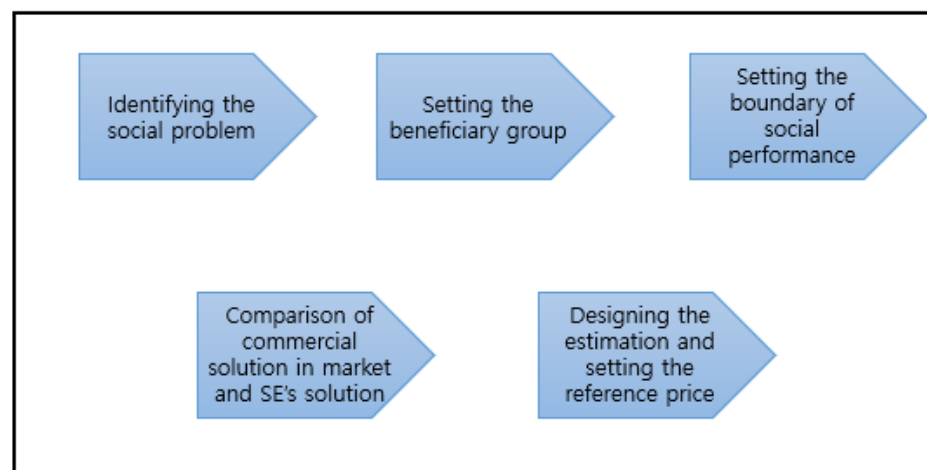 Identifying the
social problem
Setting the
beneficiary group
Setting the
boundary of
social
performance
Comparison of
commercial
solution in market
and SE's solution
Designing the
estimation and
setting the
reference price